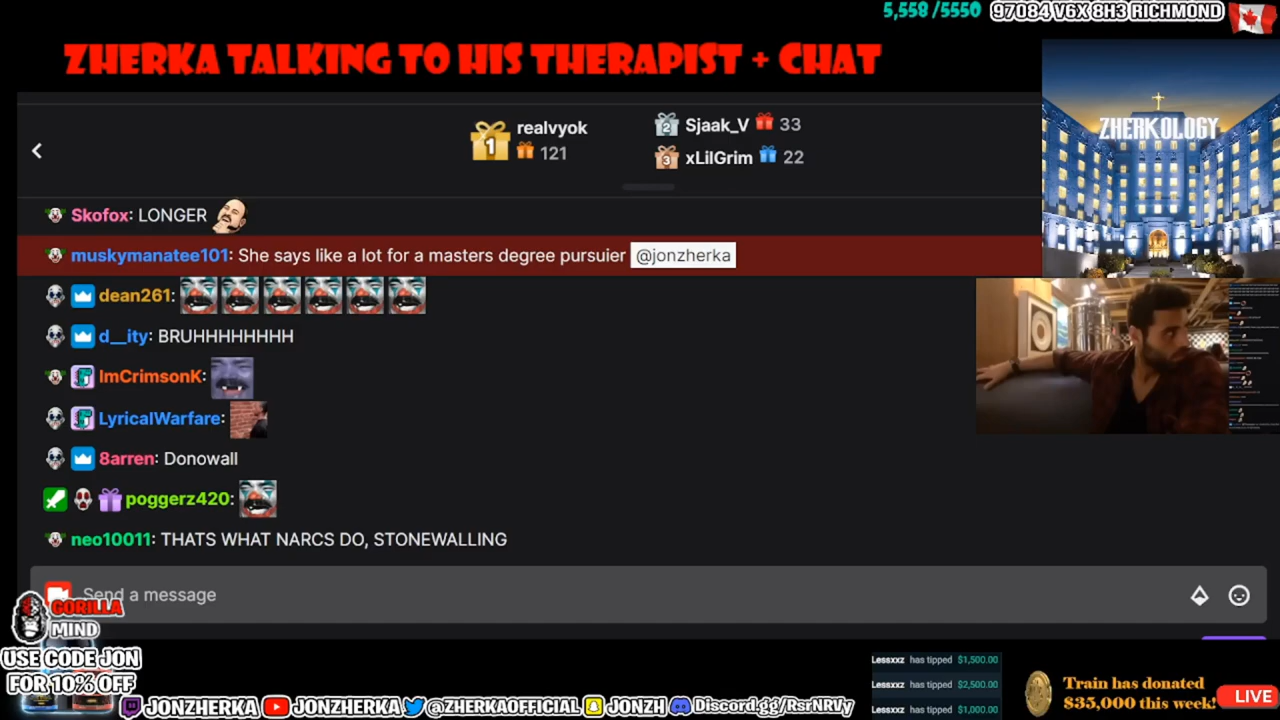 5,558 /5550
97084 V6X 8H3 RICHMOND
ZHERKA TALKING TO HIS THERAPIST + CHAT
ZHERKOLOGY
1 realvyok
121
2 Sjaak_V 33
3 xLilGrim 22
Skofox: LONGER
muskymanatee101: She says like a lot for a masters degree pursuier @jonzherka
dean261:
d__ity: BRUHHHHHHHH
ImCrimsonK:
LyricalWarfare:
8arren: Donowall
poggerz420:
neo10011: THATS WHAT NARCS DO, STONEWALLING
Send a message
GORILLA
MIND
USE CODE JON
FOR 10% OFF
JONZHERKA JONZHERKA @ZHERKAOFFICIAL JONZH Discord.gg/RsrNRVy
Lessxxz has tipped $1,500.00
Lessxxz has tipped $2,500.00
Lessxxz has tipped $1,000.00
Train has donated
$35,000 this week!
LIVE